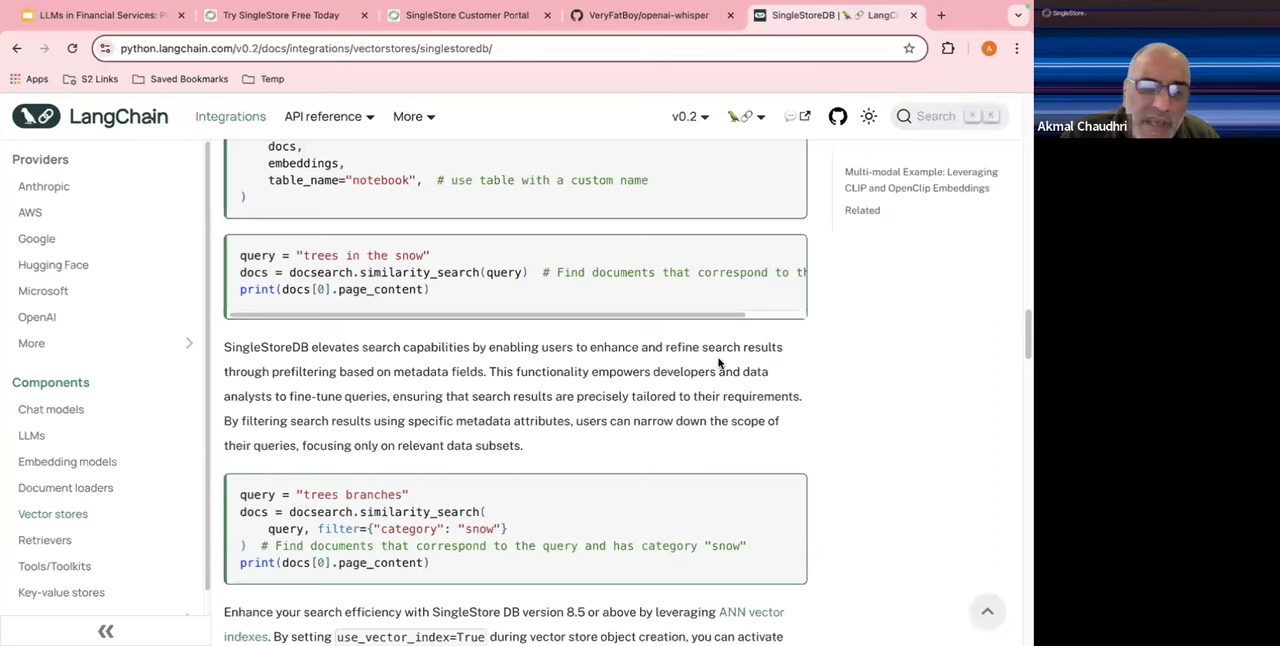 LLMs in Financial Services: P
Try SingleStore Free Today
SingleStore Customer Portal
VeryFatBoy/openai-whisper
SingleStoreDB | 🦜️🔗 LangC
SingleStore
python.langchain.com/v0.2/docs/integrations/vectorstores/singlestoredb/
A
Apps
S2 Links
Saved Bookmarks
Temp
LangChain
Integrations
API reference
More
v0.2
Search
K
Akmal Chaudhri
Providers
Anthropic
AWS
Google
Hugging Face
Microsoft
OpenAI
More
Components
Chat models
LLMs
Embedding models
Document loaders
Vector stores
Retrievers
Tools/Toolkits
Key-value stores
docs,
embeddings,
table_name="notebook",  # use table with a custom name
)
query = "trees in the snow"
docs = docsearch.similarity_search(query)  # Find documents that correspond to th
print(docs[0].page_content)
SingleStoreDB elevates search capabilities by enabling users to enhance and refine search results
through prefiltering based on metadata fields. This functionality empowers developers and data
analysts to fine-tune queries, ensuring that search results are precisely tailored to their requirements.
By filtering search results using specific metadata attributes, users can narrow down the scope of
their queries, focusing only on relevant data subsets.
query = "trees branches"
docs = docsearch.similarity_search(
query, filter={"category": "snow"}
)  # Find documents that correspond to the query and has category "snow"
print(docs[0].page_content)
Enhance your search efficiency with SingleStore DB version 8.5 or above by leveraging ANN vector
indexes. By setting use_vector_index=True during vector store object creation, you can activate
Multi-modal Example: Leveraging
CLIP and OpenClip Embeddings
Related